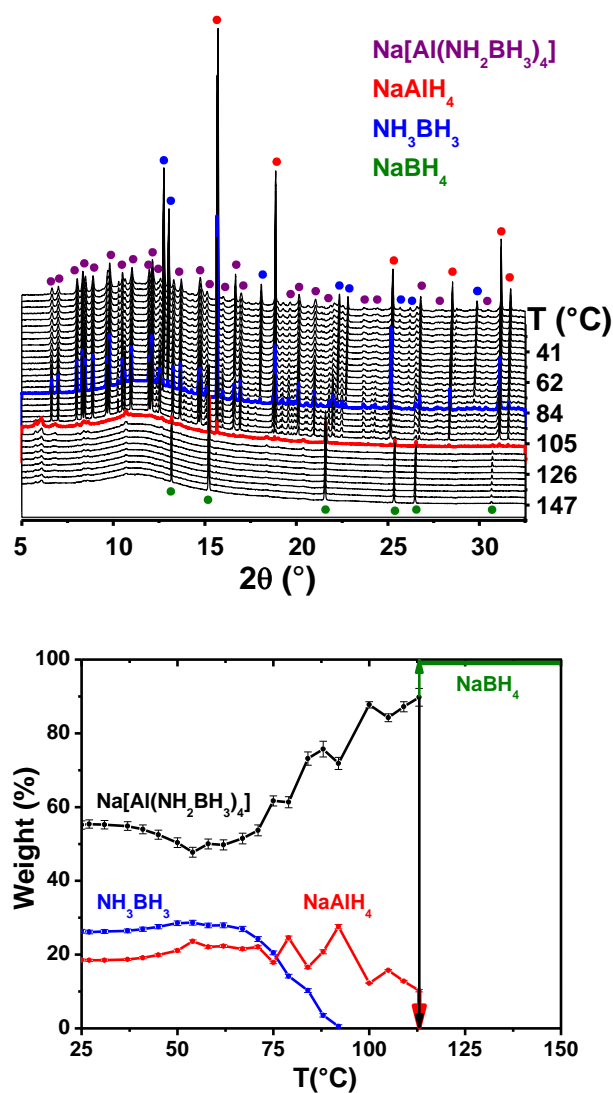 Na[Al(NH₂BH₃)₄]
NaAlH₄
NH₃BH₃
NaBH₄
T (°C)
41
62
84
105
126
147
5 10 15 20 25 30
2θ (°)
100
80
60
40
20
0
Weight (%)
NaBH₄
Na[Al(NH₂BH₃)₄]
NH₃BH₃
NaAlH₄
25 50 75 100 125 150
T(°C)